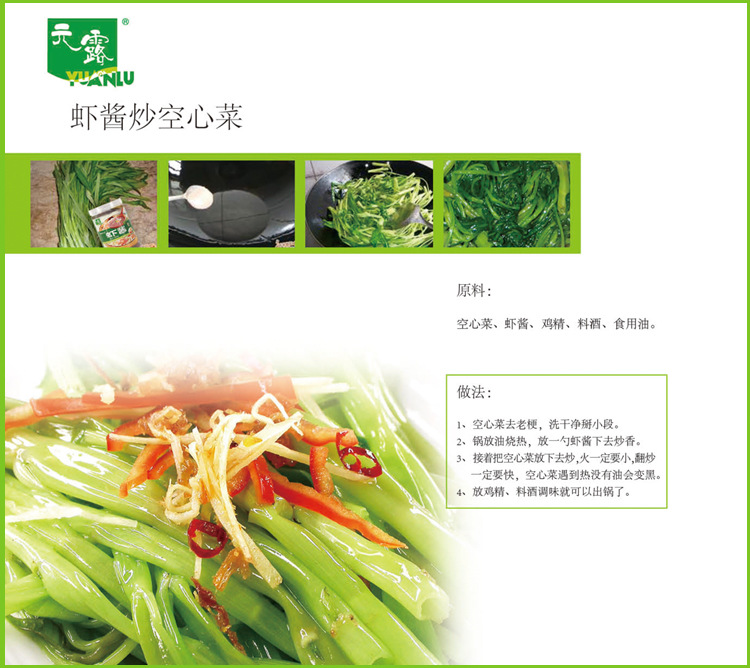 元露®
YUANLU
虾酱炒空心菜
虾酱
原料：
空心菜、虾酱、鸡精、料酒、食用油。
做法：
1、空心菜去老梗，洗干净掰小段。
2、锅放油烧热，放一勺虾酱下去炒香。
3、接着把空心菜放下去炒,火一定要小,翻炒
一定要快，空心菜遇到热没有油会变黑。
4、放鸡精、料酒调味就可以出锅了。